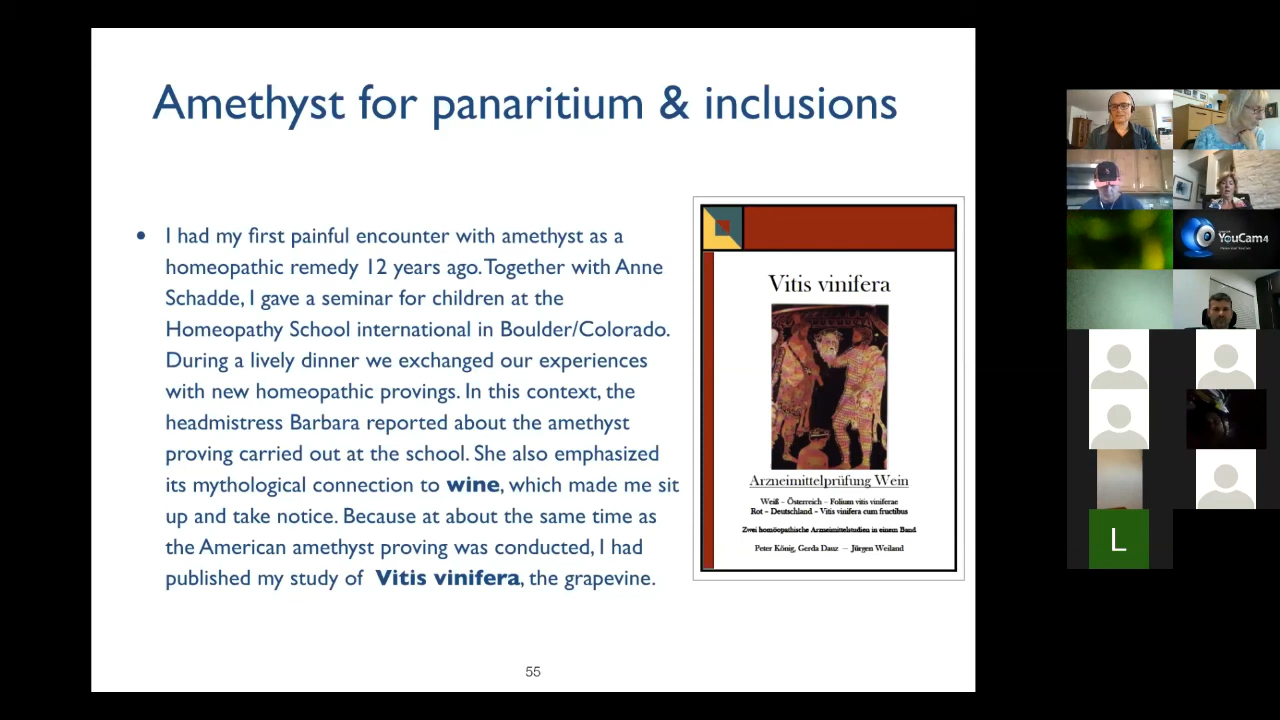 Amethyst for panaritium & inclusions
• I had my first painful encounter with amethyst as a
homeopathic remedy 12 years ago. Together with Anne
Schadde, I gave a seminar for children at the
Homeopathy School international in Boulder/Colorado.
During a lively dinner we exchanged our experiences
with new homeopathic provings. In this context, the
headmistress Barbara reported about the amethyst
proving carried out at the school. She also emphasized
its mythological connection to wine, which made me sit
up and take notice. Because at about the same time as
the American amethyst proving was conducted, I had
published my study of Vitis vinifera, the grapevine.
Vitis vinifera
Arzneimittelprüfung Wein
Weiß – Österreich – Folium vitis viniferae
Rot – Deutschland – Vitis vinifera cum fructibus
Zwei homöopathische Arzneimittelstudien in einem Band
Peter König, Gerda Dauz – Jürgen Weiland
55
YouCam4
L